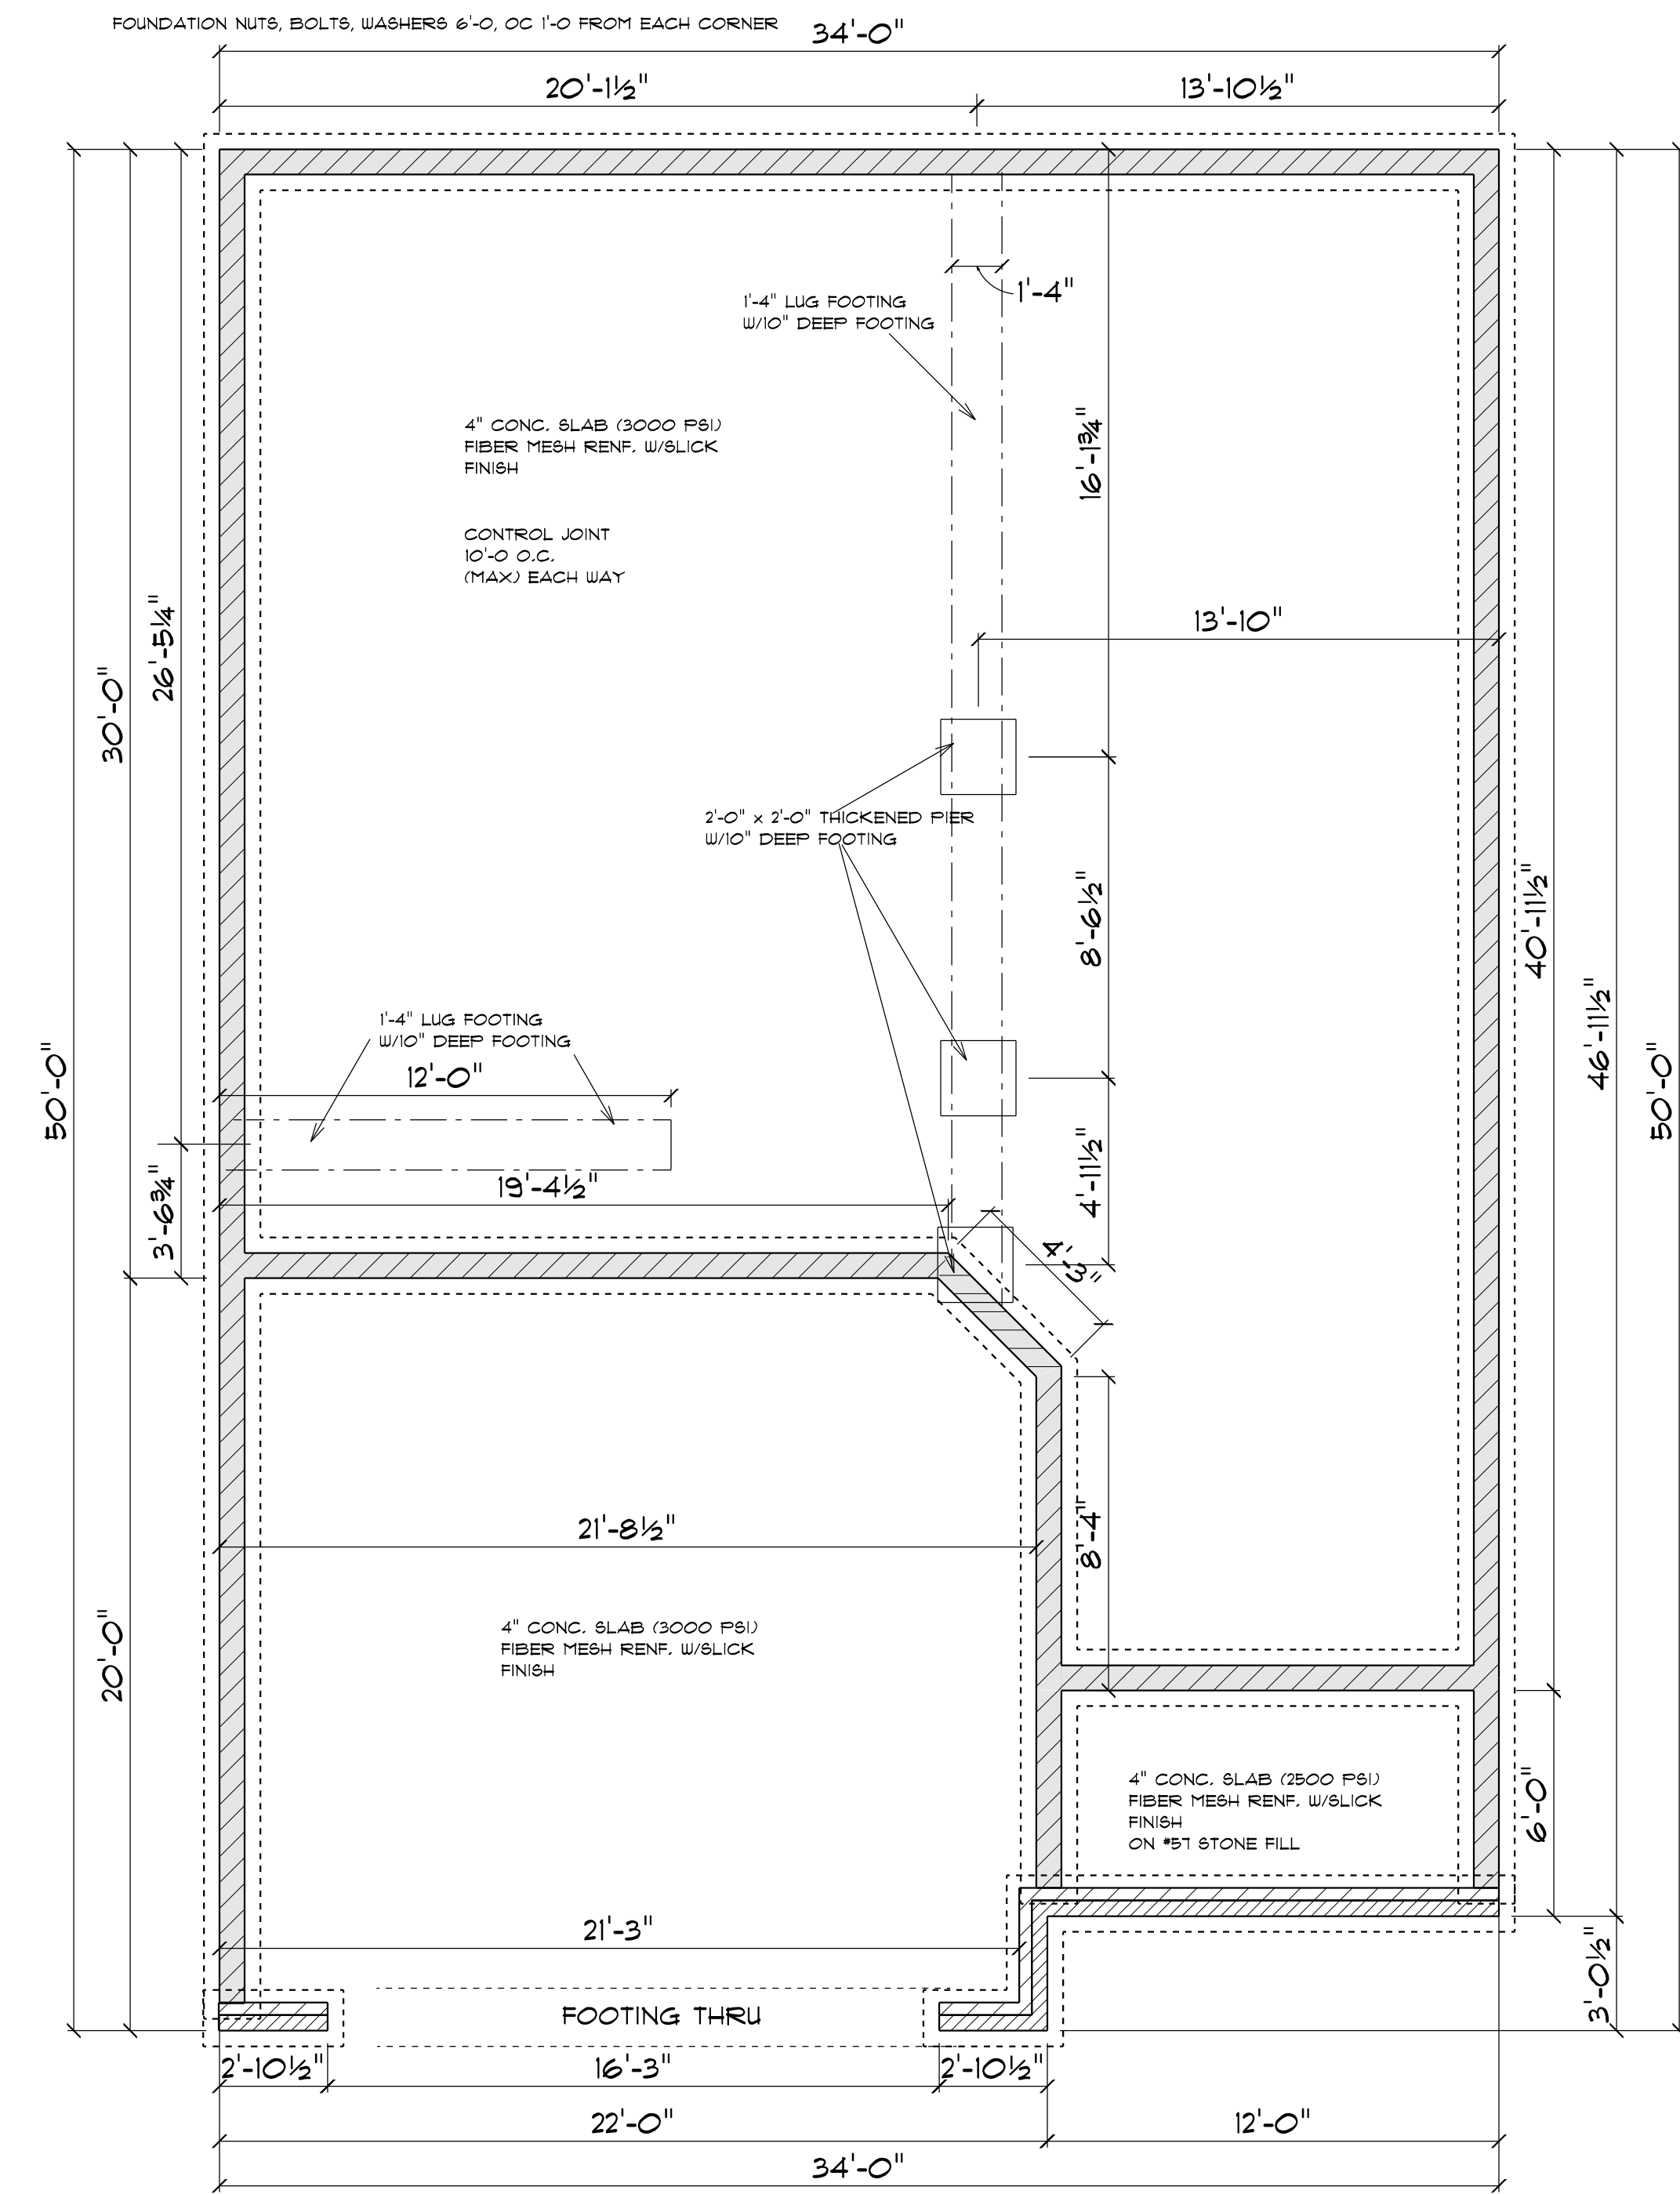 FOUNDATION NUTS, BOLTS, WASHERS 6'-0, OC 1'-0 FROM EACH CORNER
34'-0"
20'-1½"
13'-10½"
1'-4"
1'-4" LUG FOOTING
W/10" DEEP FOOTING
4" CONC. SLAB (3000 PSI)
FIBER MESH RENF. W/SLICK
FINISH
16'-1¾"
CONTROL JOINT
10'-0 O.C.
(MAX) EACH WAY
26'-5¼"
13'-10"
30'-0"
2'-0" x 2'-0" THICKENED PIER
W/10" DEEP FOOTING
8'-6½"
40'-11½"
46'-11½"
1'-4" LUG FOOTING
W/10" DEEP FOOTING
12'-0"
50'-0"
50'-0"
4'-11½"
3'-6¾"
19'-4½"
4'-3"
21'-8½"
8'-4"
4" CONC. SLAB (3000 PSI)
FIBER MESH RENF. W/SLICK
FINISH
20'-0"
4" CONC. SLAB (2500 PSI)
FIBER MESH RENF. W/SLICK
FINISH
ON #57 STONE FILL
6'-0"
21'-3"
3'-0½"
FOOTING THRU
2'-10½"
16'-3"
2'-10½"
22'-0"
12'-0"
34'-0"